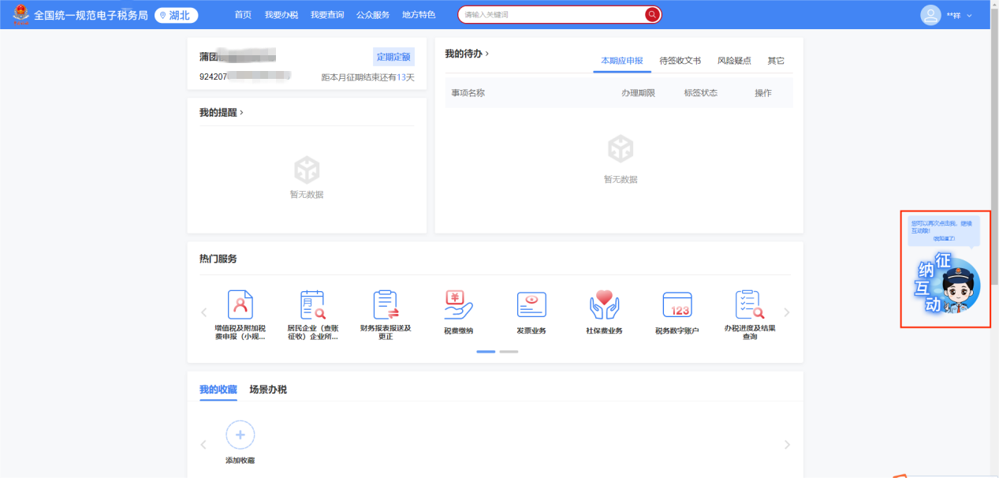 全国统一规范电子税务局
湖北
首页 我要办税 我要查询 公众服务 地方特色
请输入关键词
**祥
蒲团
定期定额
924207
距本月征期结束还有13天
我的提醒 >
暂无数据
我的待办 >
本期应申报 待签收文书 风险疑点 其它
事项名称 办理期限 标签状态 操作
暂无数据
您可以再次点击我，继续
互动哦！
(我知道了)
征
纳
互
动
热门服务
月
¥
123
增值税及附加税
费申报（小规...
居民企业（查账
征收）企业所...
财务报表报送及
更正
税费缴纳
发票业务
社保费业务
税务数字账户
办税进度及结果
查询
我的收藏 场景办税
添加收藏